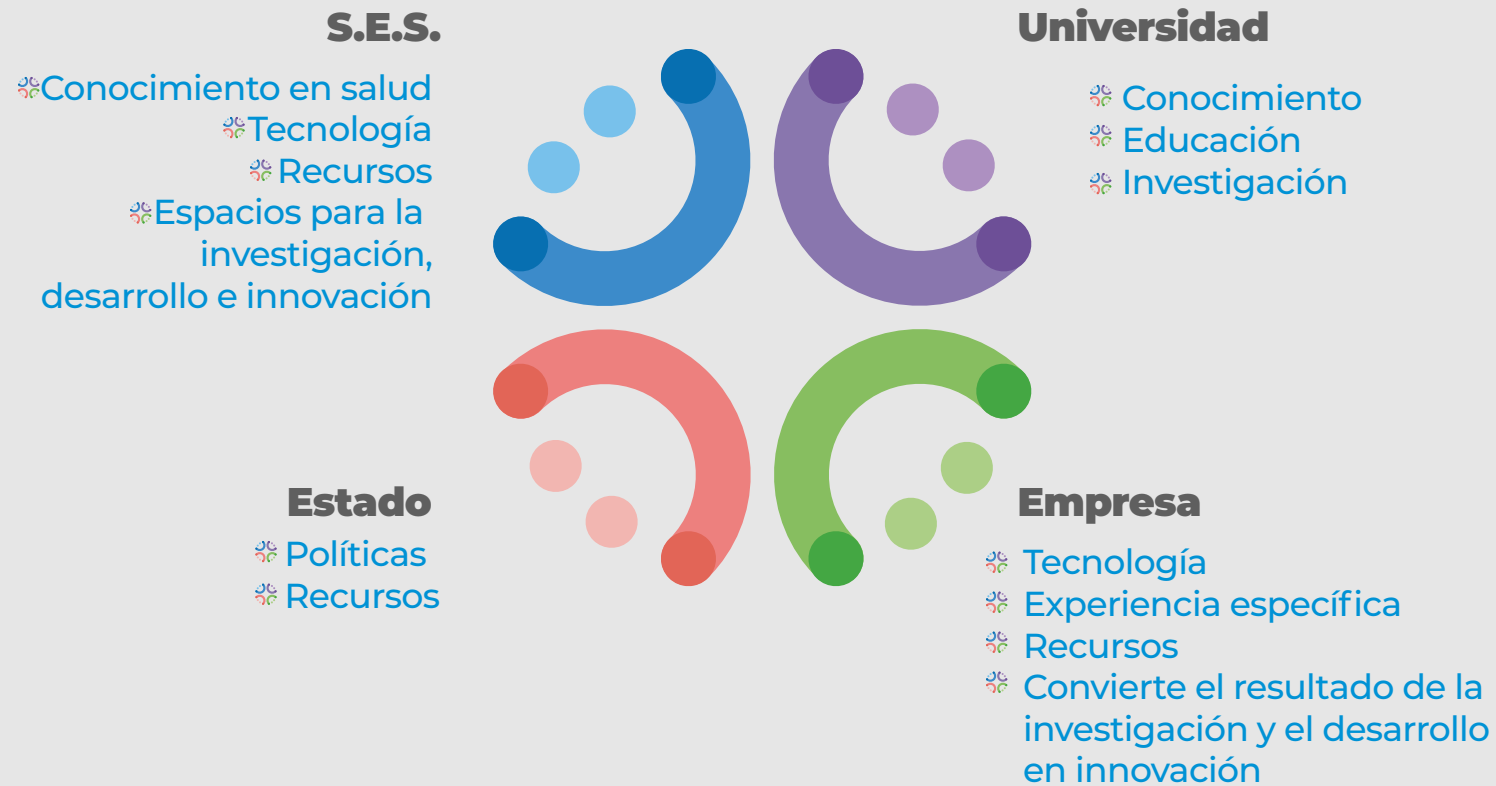 S.E.S.
Conocimiento en salud
Tecnología
Recursos
Espacios para la
investigación,
desarrollo e innovación
Universidad
Conocimiento
Educación
Investigación
Estado
Políticas
Recursos
Empresa
Tecnología
Experiencia específica
Recursos
Convierte el resultado de la
investigación y el desarrollo
en innovación